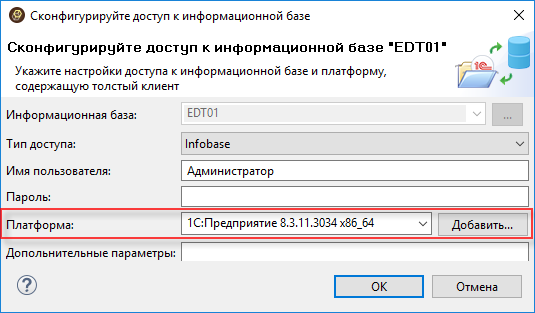 Сконфигурируйте доступ к информационной базе
Сконфигурируйте доступ к информационной базе "EDT01"
Укажите настройки доступа к информационной базе и платформу,
содержащую толстый клиент
1С
Информационная база: EDT01 ...
Тип доступа: Infobase
Имя пользователя: Администратор
Пароль:
Платформа: 1С:Предприятие 8.3.11.3034 x86_64 Добавить...
Дополнительные параметры:
? OK Отмена